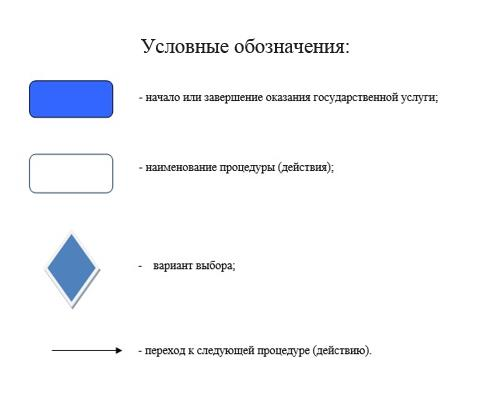 Условные обозначения:
- начало или завершение оказания государственной услуги;
- наименование процедуры (действия);
- вариант выбора;
- переход к следующей процедуре (действию).